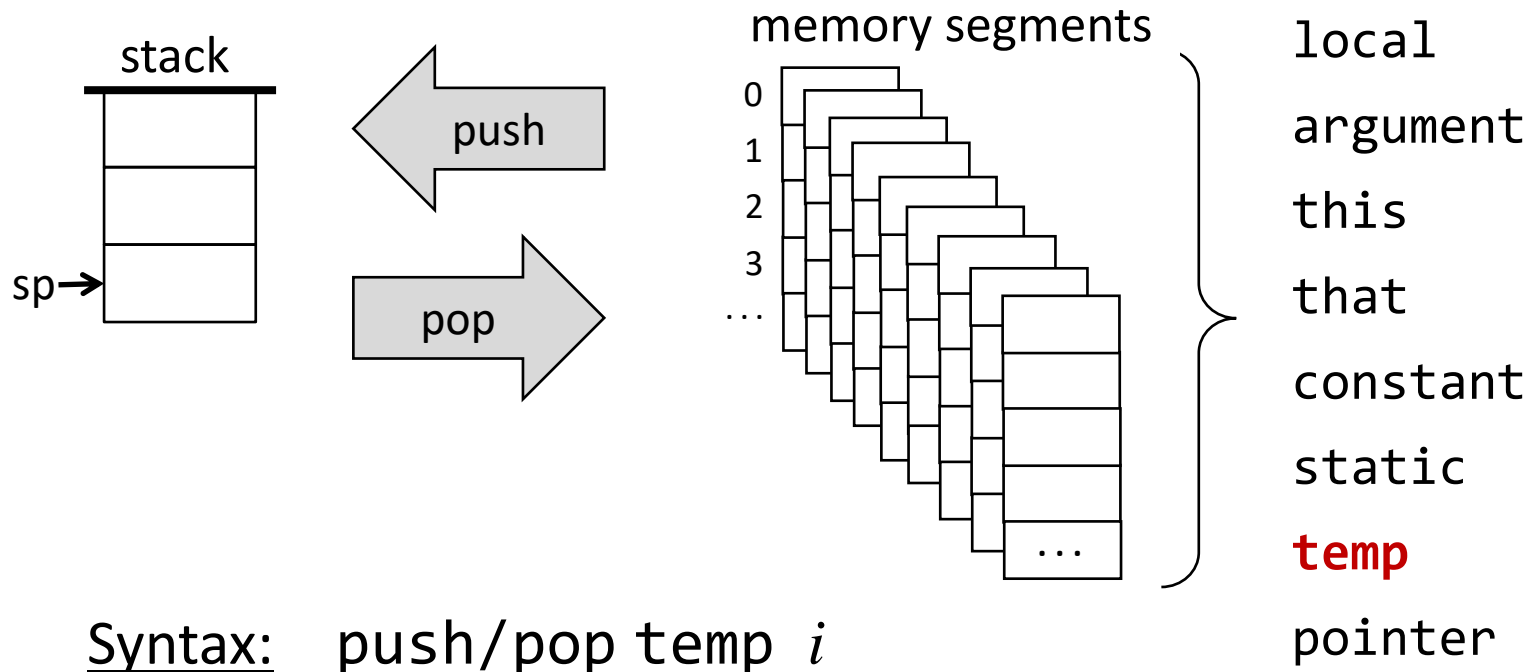 stack
sp
push
pop
memory segments
0
1
2
3
...
...
local
argument
this
that
constant
static
temp
pointer
Syntax: push/pop temp i